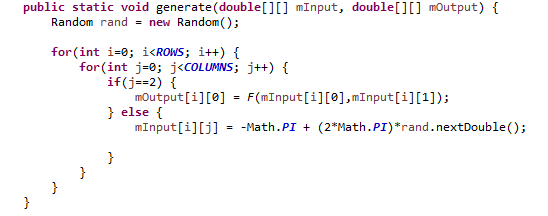 public static void generate(double[][] mInput, double[][] mOutput) {
Random rand = new Random();
for(int i=0; i<ROWS; i++) {
for(int j=0; j<COLUMNS; j++) {
if(j==2) {
mOutput[i][0] = F(mInput[i][0],mInput[i][1]);
} else {
mInput[i][j] = -Math.PI + (2*Math.PI)*rand.nextDouble();
}
}
}
}